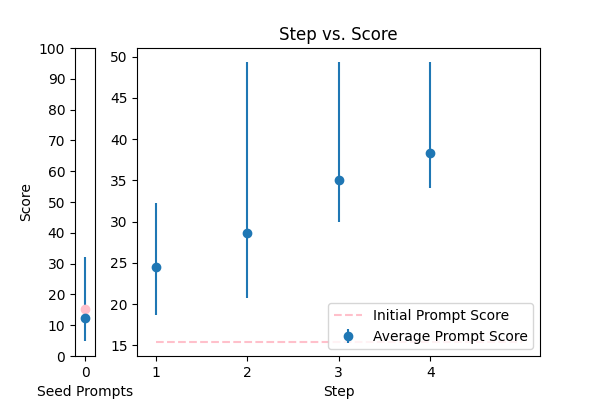 Step vs. Score
Score
100
90
80
70
60
50
40
30
20
10
0
0
Seed Prompts
50
45
40
35
30
25
20
15
1 2 3 4
Step
Initial Prompt Score
Average Prompt Score